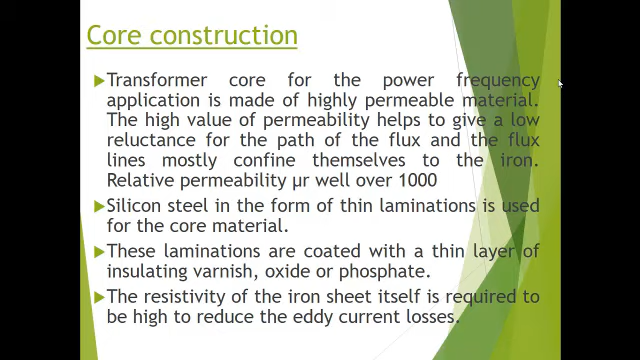 Core construction
Transformer core for the power frequency
application is made of highly permeable material.
The high value of permeability helps to give a low
reluctance for the path of the flux and the flux
lines mostly confine themselves to the iron.
Relative permeability μr well over 1000
Silicon steel in the form of thin laminations is used
for the core material.
These laminations are coated with a thin layer of
insulating varnish, oxide or phosphate.
The resistivity of the iron sheet itself is required to
be high to reduce the eddy current losses.